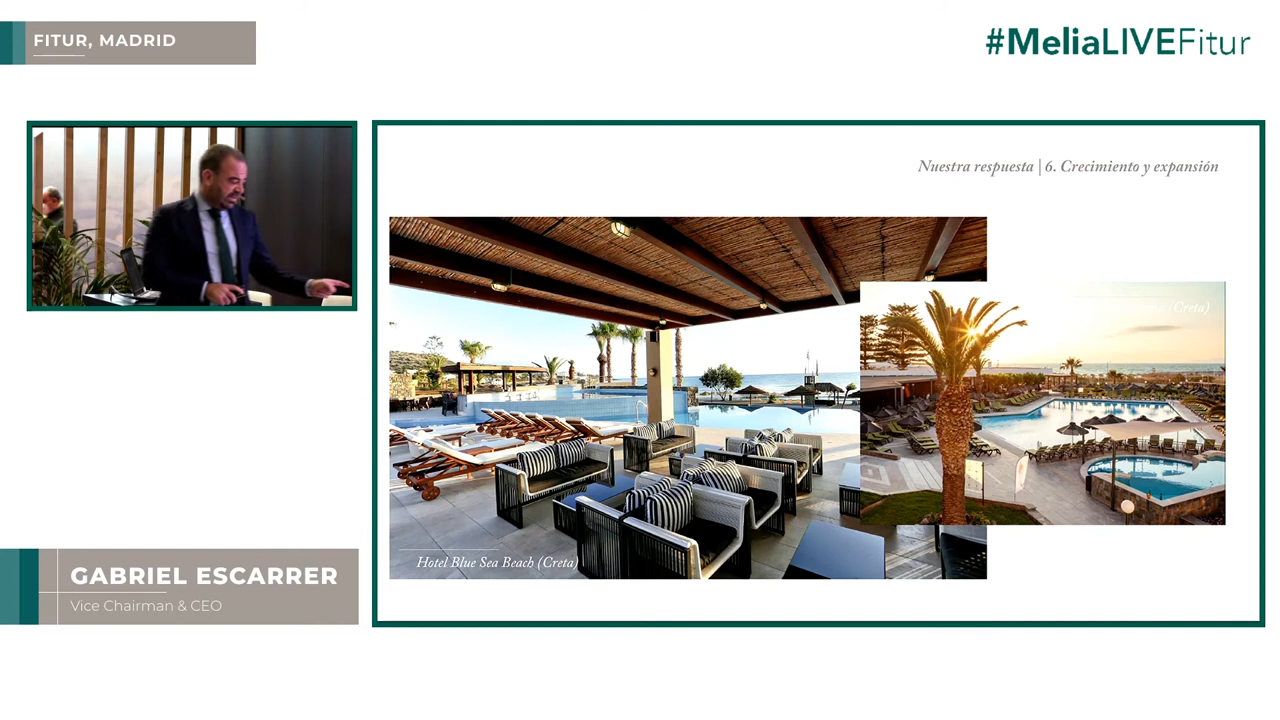 FITUR, MADRID
#MeliaLIVEFitur
Nuestra respuesta | 6. Crecimiento y expansión
(Creta)
Hotel Blue Sea Beach (Creta)
GABRIEL ESCARRER
Vice Chairman & CEO